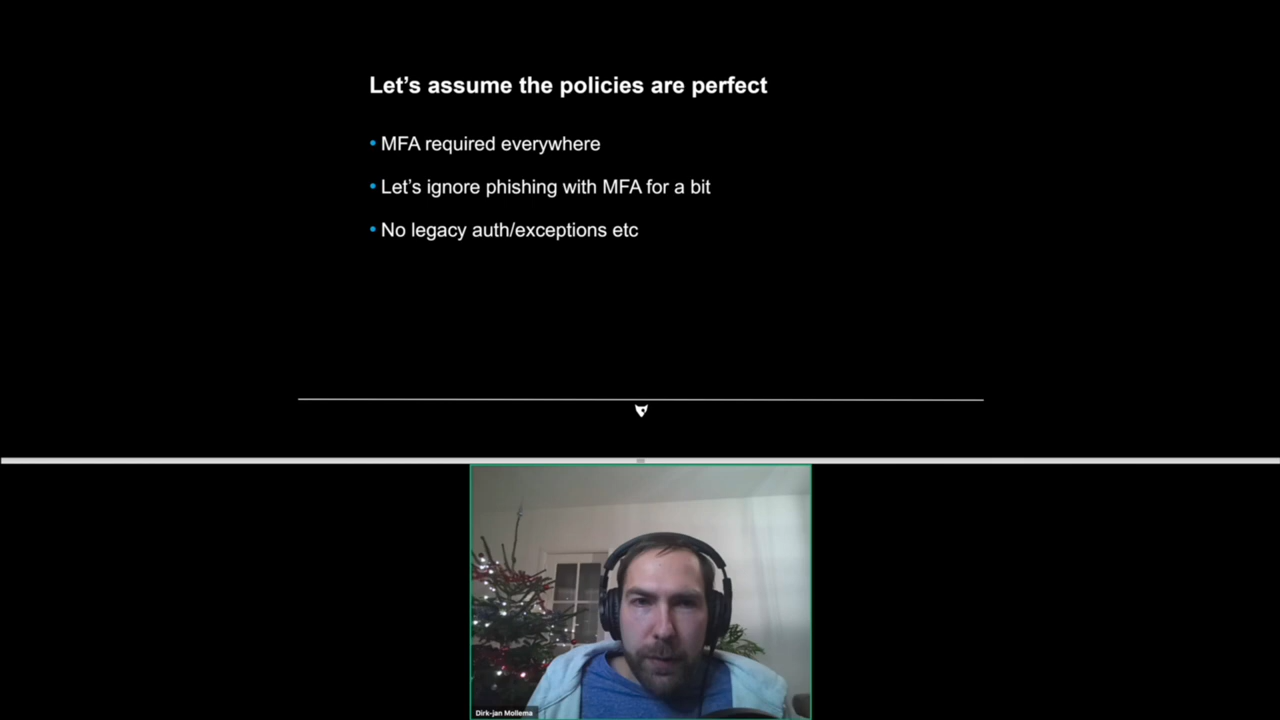 Let’s assume the policies are perfect
• MFA required everywhere
• Let’s ignore phishing with MFA for a bit
• No legacy auth/exceptions etc
Dirk-jan Mollema